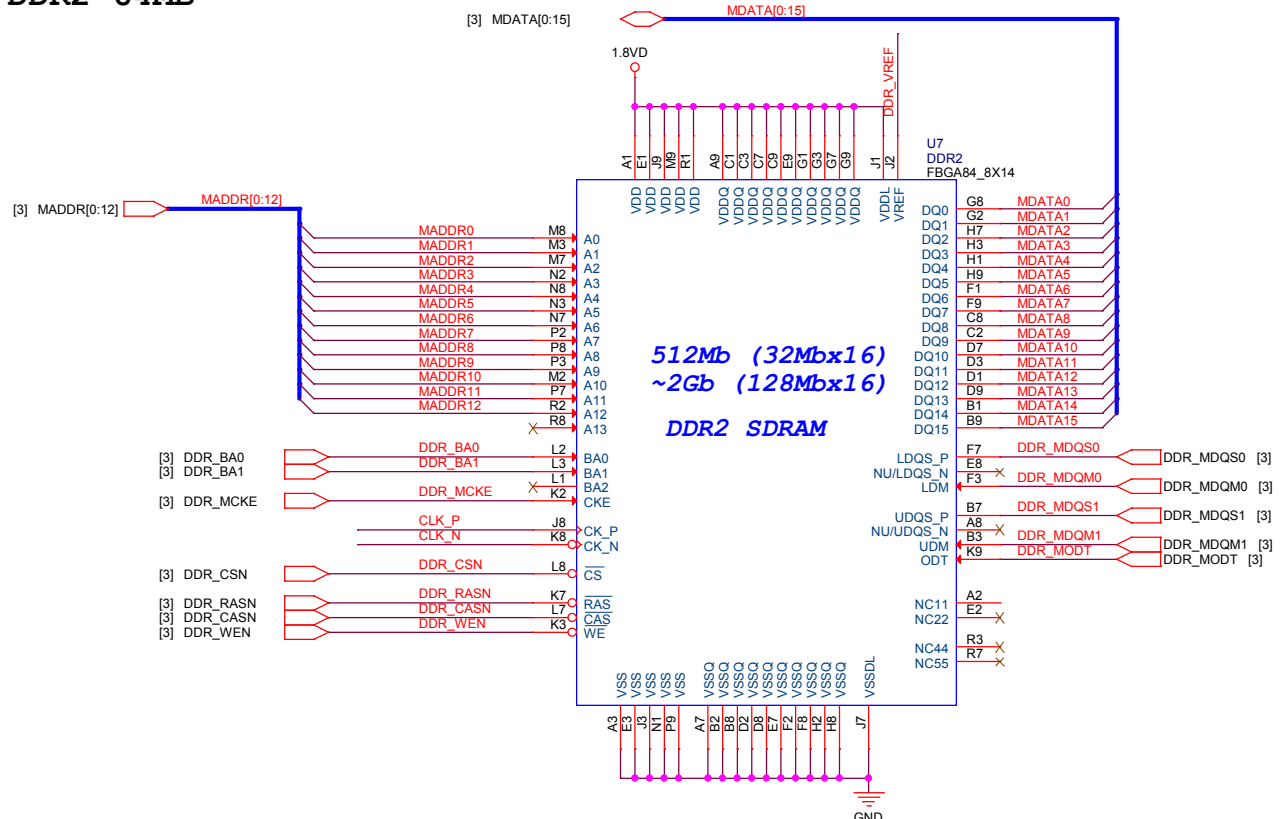 [3] MDATA[0:15]
MDATA[0:15]
1.8VD
DDR_VREF
U7
DDR2
FBGA84_8X14
A1 E1 J9 M9 R1 A9 C1 C3 C7 C9 E9 G1 G3 G7 G9 J1 J2
VDD VDD VDD VDD VDD VDDQ VDDQ VDDQ VDDQ VDDQ VDDQ VDDQ VDDQ VDDQ VDDQ VDDL VREF
[3] MADDR[0:12]
MADDR[0:12]
MADDR0 M8 A0
MADDR1 M3 A1
MADDR2 M7 A2
MADDR3 N2 A3
MADDR4 N8 A4
MADDR5 N3 A5
MADDR6 N7 A6
MADDR7 P2 A7
MADDR8 P8 A8
MADDR9 P3 A9
MADDR10 M2 A10
MADDR11 P7 A11
MADDR12 R2 A12
R8 A13
[3] DDR_BA0 DDR_BA0 L2 BA0
[3] DDR_BA1 DDR_BA1 L3 BA1
L1 BA2
[3] DDR_MCKE DDR_MCKE K2 CKE
CLK_P J8 CK_P
CLK_N K8 CK_N
[3] DDR_CSN DDR_CSN L8 CS
[3] DDR_RASN DDR_RASN K7 RAS
[3] DDR_CASN DDR_CASN L7 CAS
[3] DDR_WEN DDR_WEN K3 WE
512Mb (32Mbx16)
~2Gb (128Mbx16)
DDR2 SDRAM
DQ0 G8 MDATA0
DQ1 G2 MDATA1
DQ2 H7 MDATA2
DQ3 H3 MDATA3
DQ4 H1 MDATA4
DQ5 H9 MDATA5
DQ6 F1 MDATA6
DQ7 F9 MDATA7
DQ8 C8 MDATA8
DQ9 C2 MDATA9
DQ10 D7 MDATA10
DQ11 D3 MDATA11
DQ12 D1 MDATA12
DQ13 D9 MDATA13
DQ14 B1 MDATA14
DQ15 B9 MDATA15
LDQS_P F7 DDR_MDQS0 DDR_MDQS0 [3]
NU/LDQS_N E8
LDM F3 DDR_MDQM0 DDR_MDQM0 [3]
UDQS_P B7 DDR_MDQS1 DDR_MDQS1 [3]
NU/UDQS_N A8
UDM B3 DDR_MDQM1 DDR_MDQM1 [3]
ODT K9 DDR_MODT DDR_MODT [3]
NC11 A2
NC22 E2
NC44 R3
NC55 R7
VSS VSS VSS VSS VSS VSSQ VSSQ VSSQ VSSQ VSSQ VSSQ VSSQ VSSQ VSSQ VSSQ VSSDL
A3 E3 J3 N1 P9 A7 B2 B8 D2 D8 E7 F2 F8 H2 H8 J7
GND